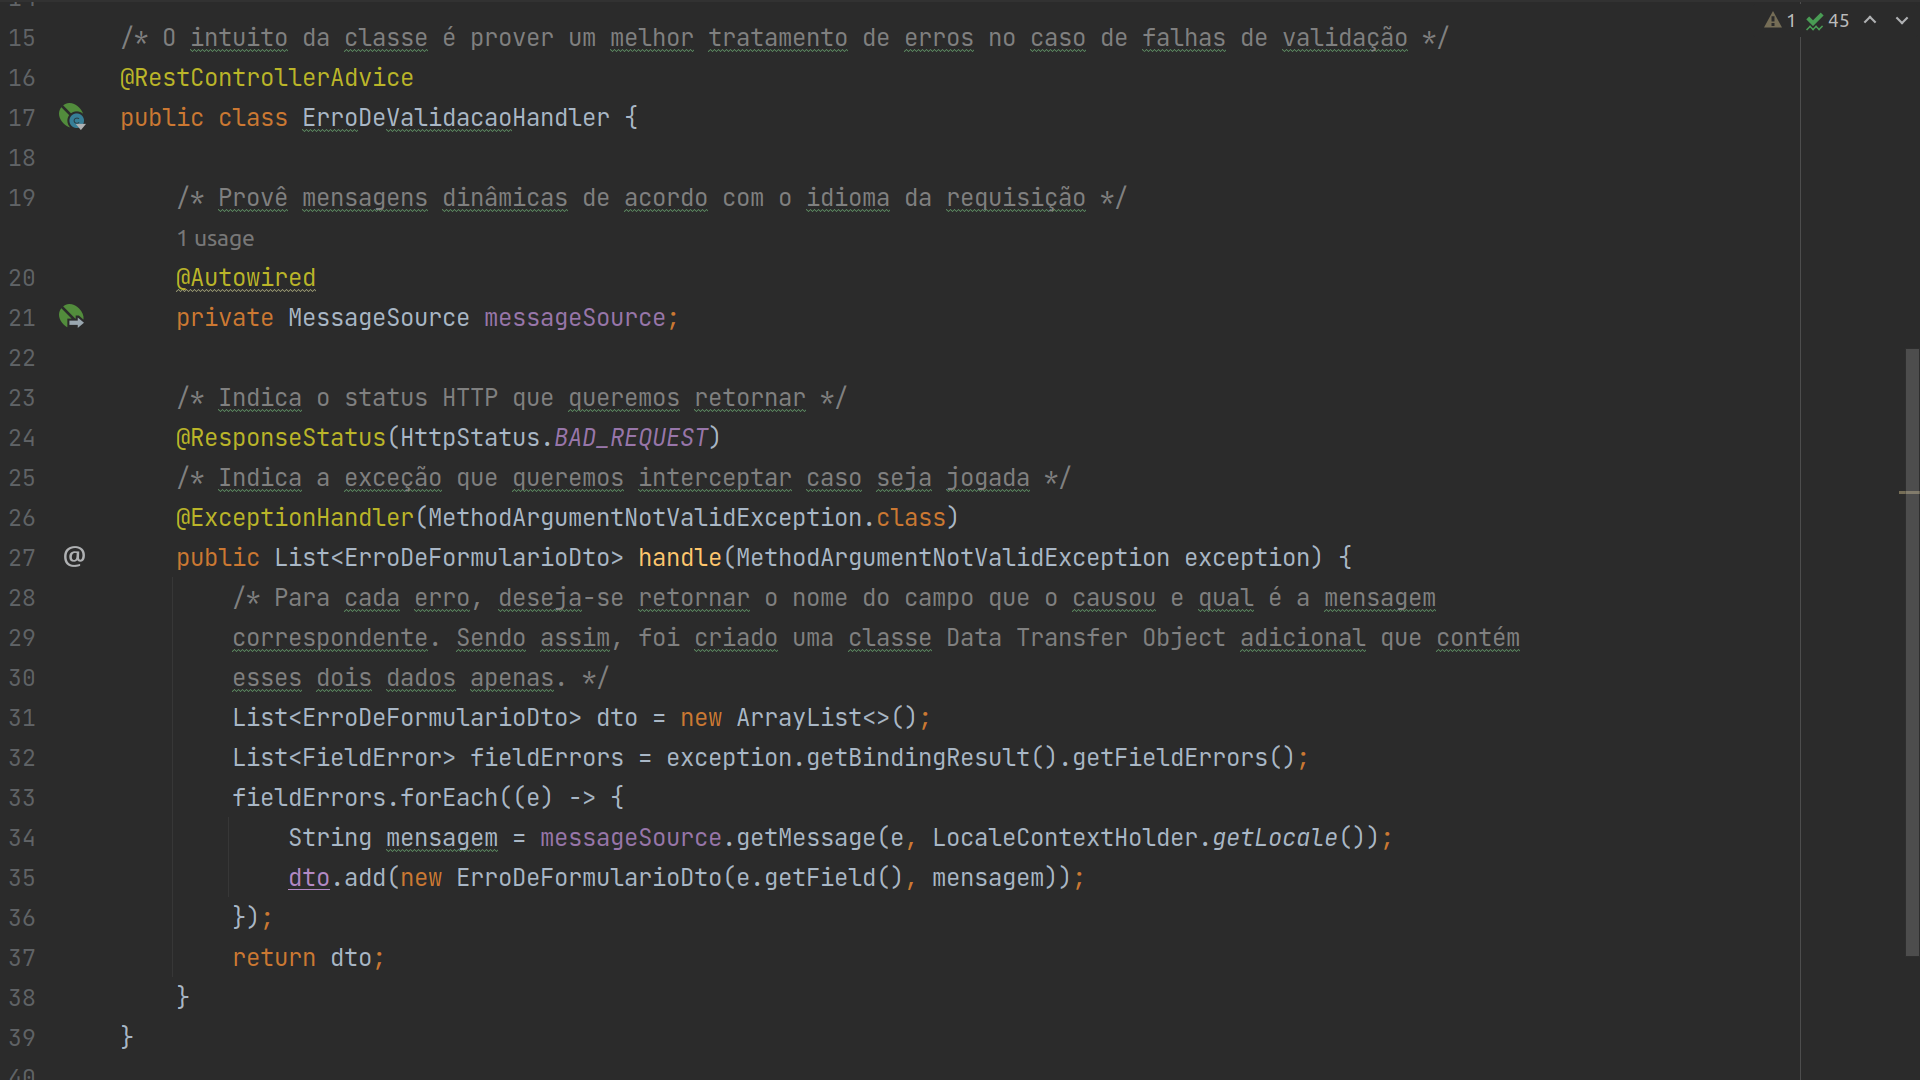 1 45
15 /* O intuito da classe é prover um melhor tratamento de erros no caso de falhas de validação */
16 @RestControllerAdvice
17 public class ErroDeValidacaoHandler {
18
19 /* Provê mensagens dinâmicas de acordo com o idioma da requisição */
1 usage
20 @Autowired
21 private MessageSource messageSource;
22
23 /* Indica o status HTTP que queremos retornar */
24 @ResponseStatus(HttpStatus.BAD_REQUEST)
25 /* Indica a exceção que queremos interceptar caso seja jogada */
26 @ExceptionHandler(MethodArgumentNotValidException.class)
27 @ public List<ErroDeFormularioDto> handle(MethodArgumentNotValidException exception) {
28 /* Para cada erro, deseja-se retornar o nome do campo que o causou e qual é a mensagem
29 correspondente. Sendo assim, foi criado uma classe Data Transfer Object adicional que contém
30 esses dois dados apenas. */
31 List<ErroDeFormularioDto> dto = new ArrayList<>();
32 List<FieldError> fieldErrors = exception.getBindingResult().getFieldErrors();
33 fieldErrors.forEach((e) -> {
34 String mensagem = messageSource.getMessage(e, LocaleContextHolder.getLocale());
35 dto.add(new ErroDeFormularioDto(e.getField(), mensagem));
36 });
37 return dto;
38 }
39 }
40